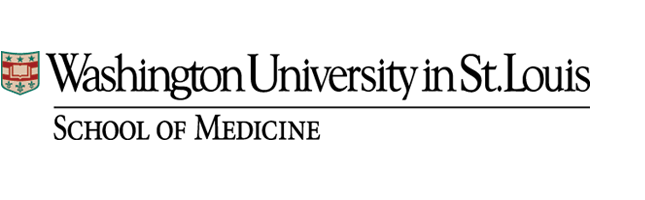 Washington University in St. Louis
SCHOOL OF MEDICINE